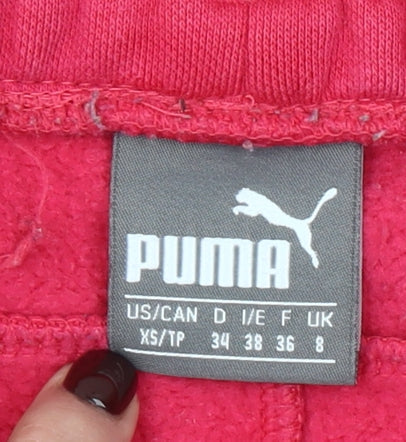 PUMA
US/CAN D I/E F UK
XS/TP 34 38 36 8